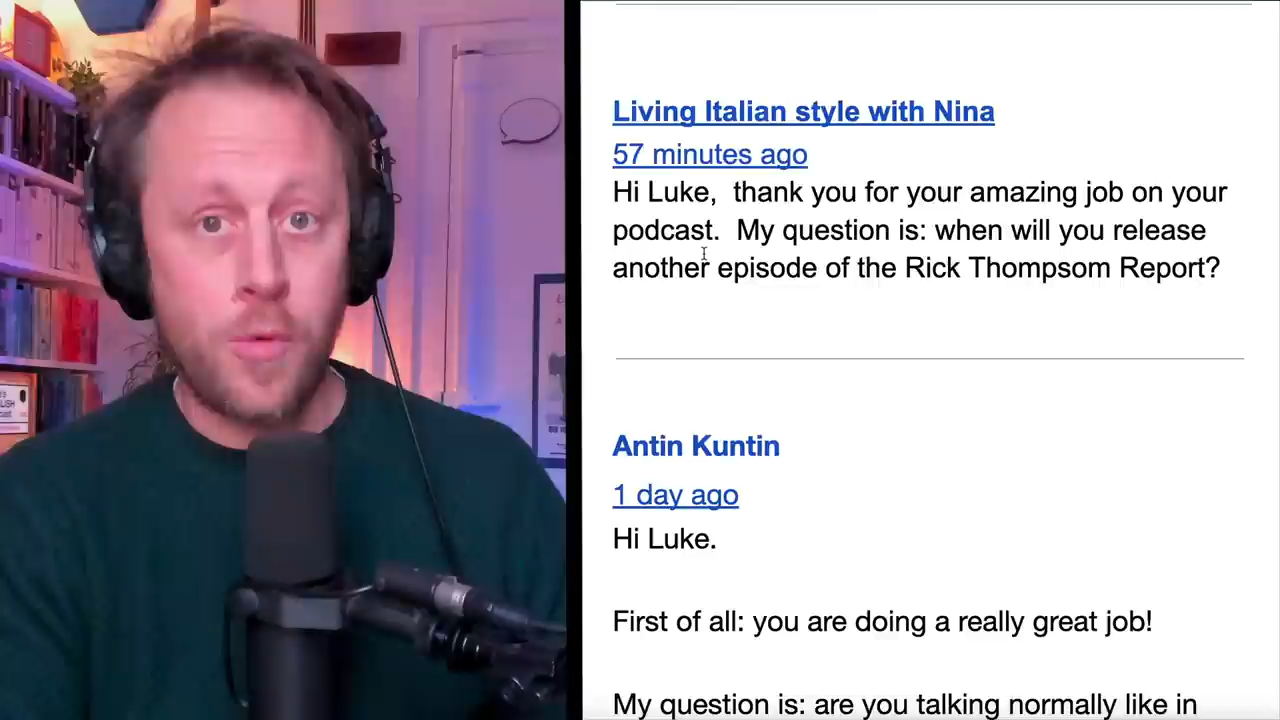 Living Italian style with Nina
57 minutes ago
Hi Luke,  thank you for your amazing job on your
podcast.  My question is: when will you release
another episode of the Rick Thompsom Report?
Antin Kuntin
1 day ago
Hi Luke.
First of all: you are doing a really great job!
My question is: are you talking normally like in